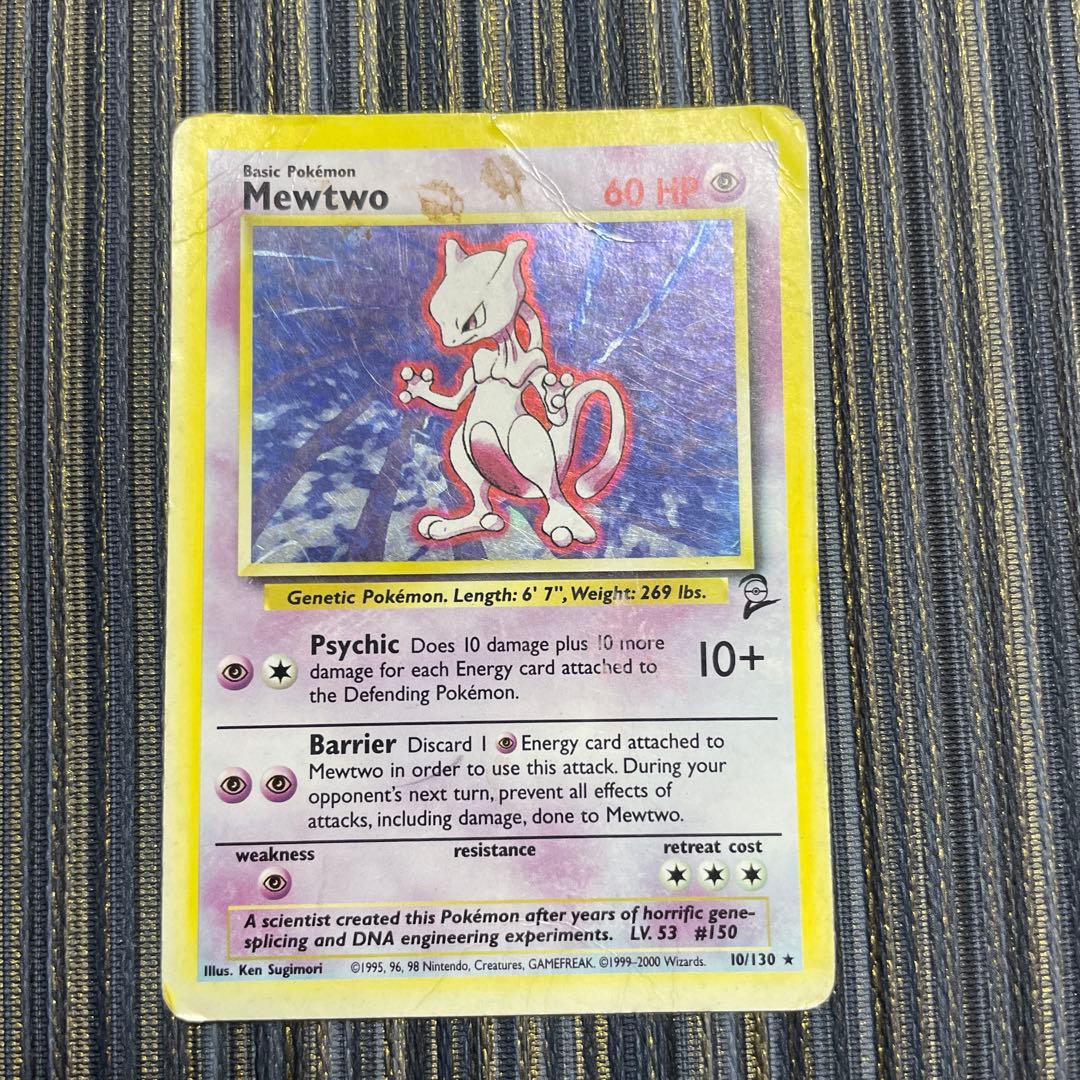 Basic Pokémon
Mewtwo
60 HP
Genetic Pokémon. Length: 6' 7", Weight: 269 lbs.
Psychic Does 10 damage plus 10 more
damage for each Energy card attached to
the Defending Pokémon.
10+
Barrier Discard 1 Energy card attached to
Mewtwo in order to use this attack. During your
opponent's next turn, prevent all effects of
attacks, including damage, done to Mewtwo.
weakness resistance retreat cost
A scientist created this Pokémon after years of horrific gene-
splicing and DNA engineering experiments. LV. 53 #150
Illus. Ken Sugimori ©1995, 96, 98 Nintendo, Creatures, GAMEFREAK. ©1999-2000 Wizards. 10/130 ★